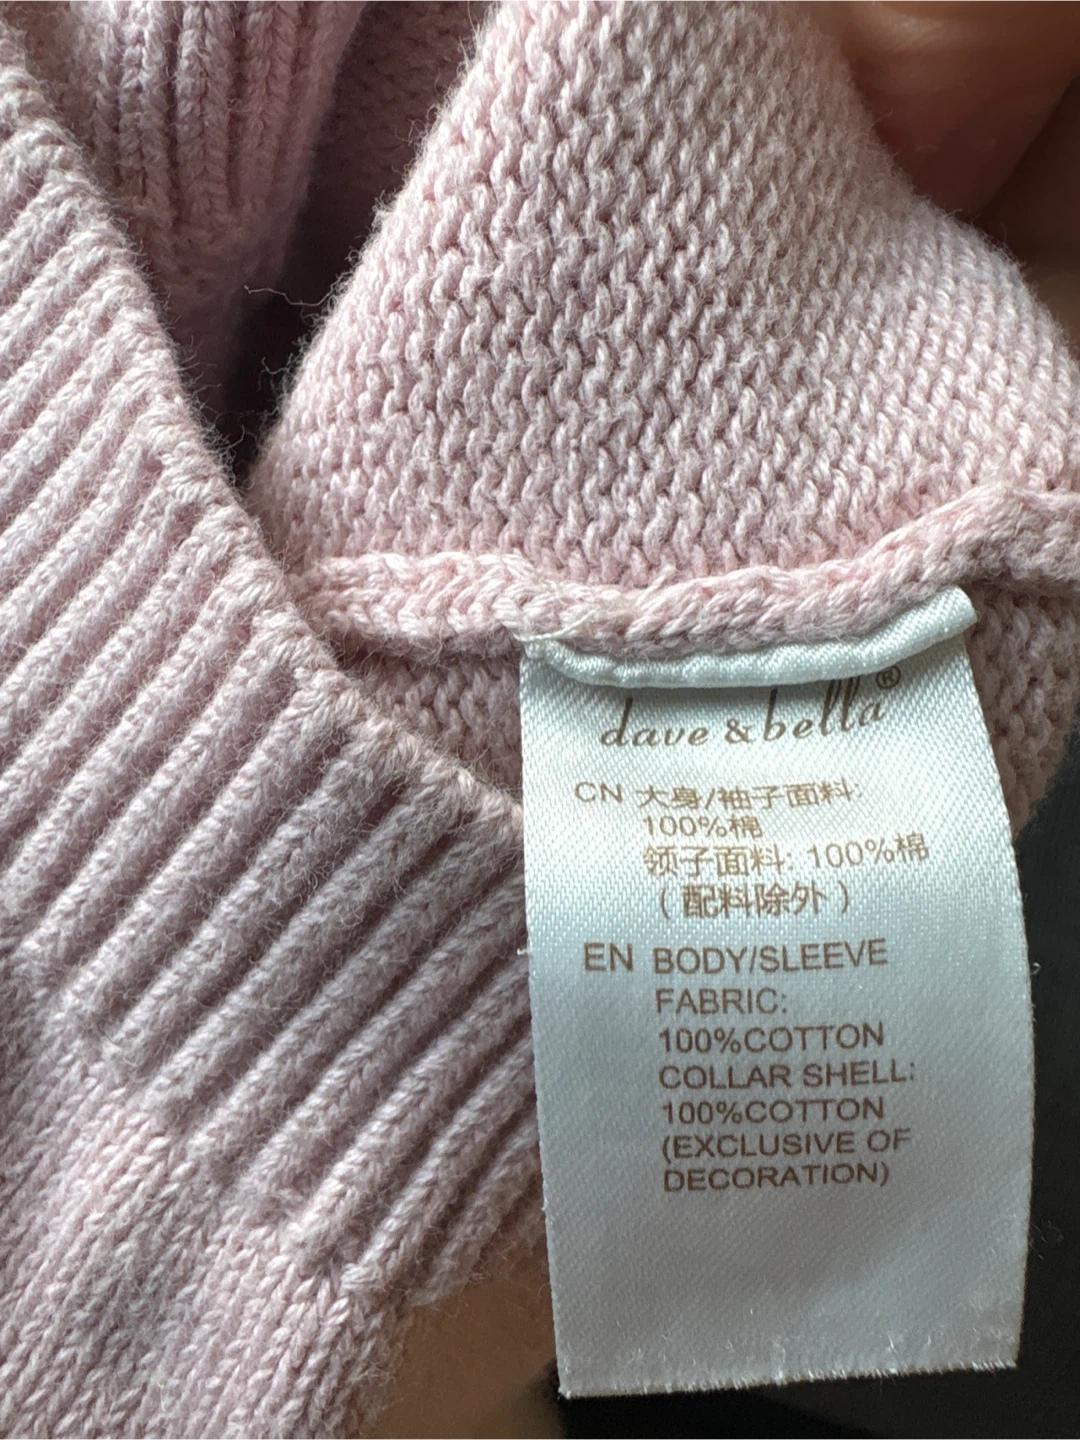 dave & bella®
CN 大身/袖子面料:
100%棉
领子面料: 100%棉
( 配料除外 )
EN BODY/SLEEVE
FABRIC:
100%COTTON
COLLAR SHELL:
100%COTTON
(EXCLUSIVE OF
DECORATION)